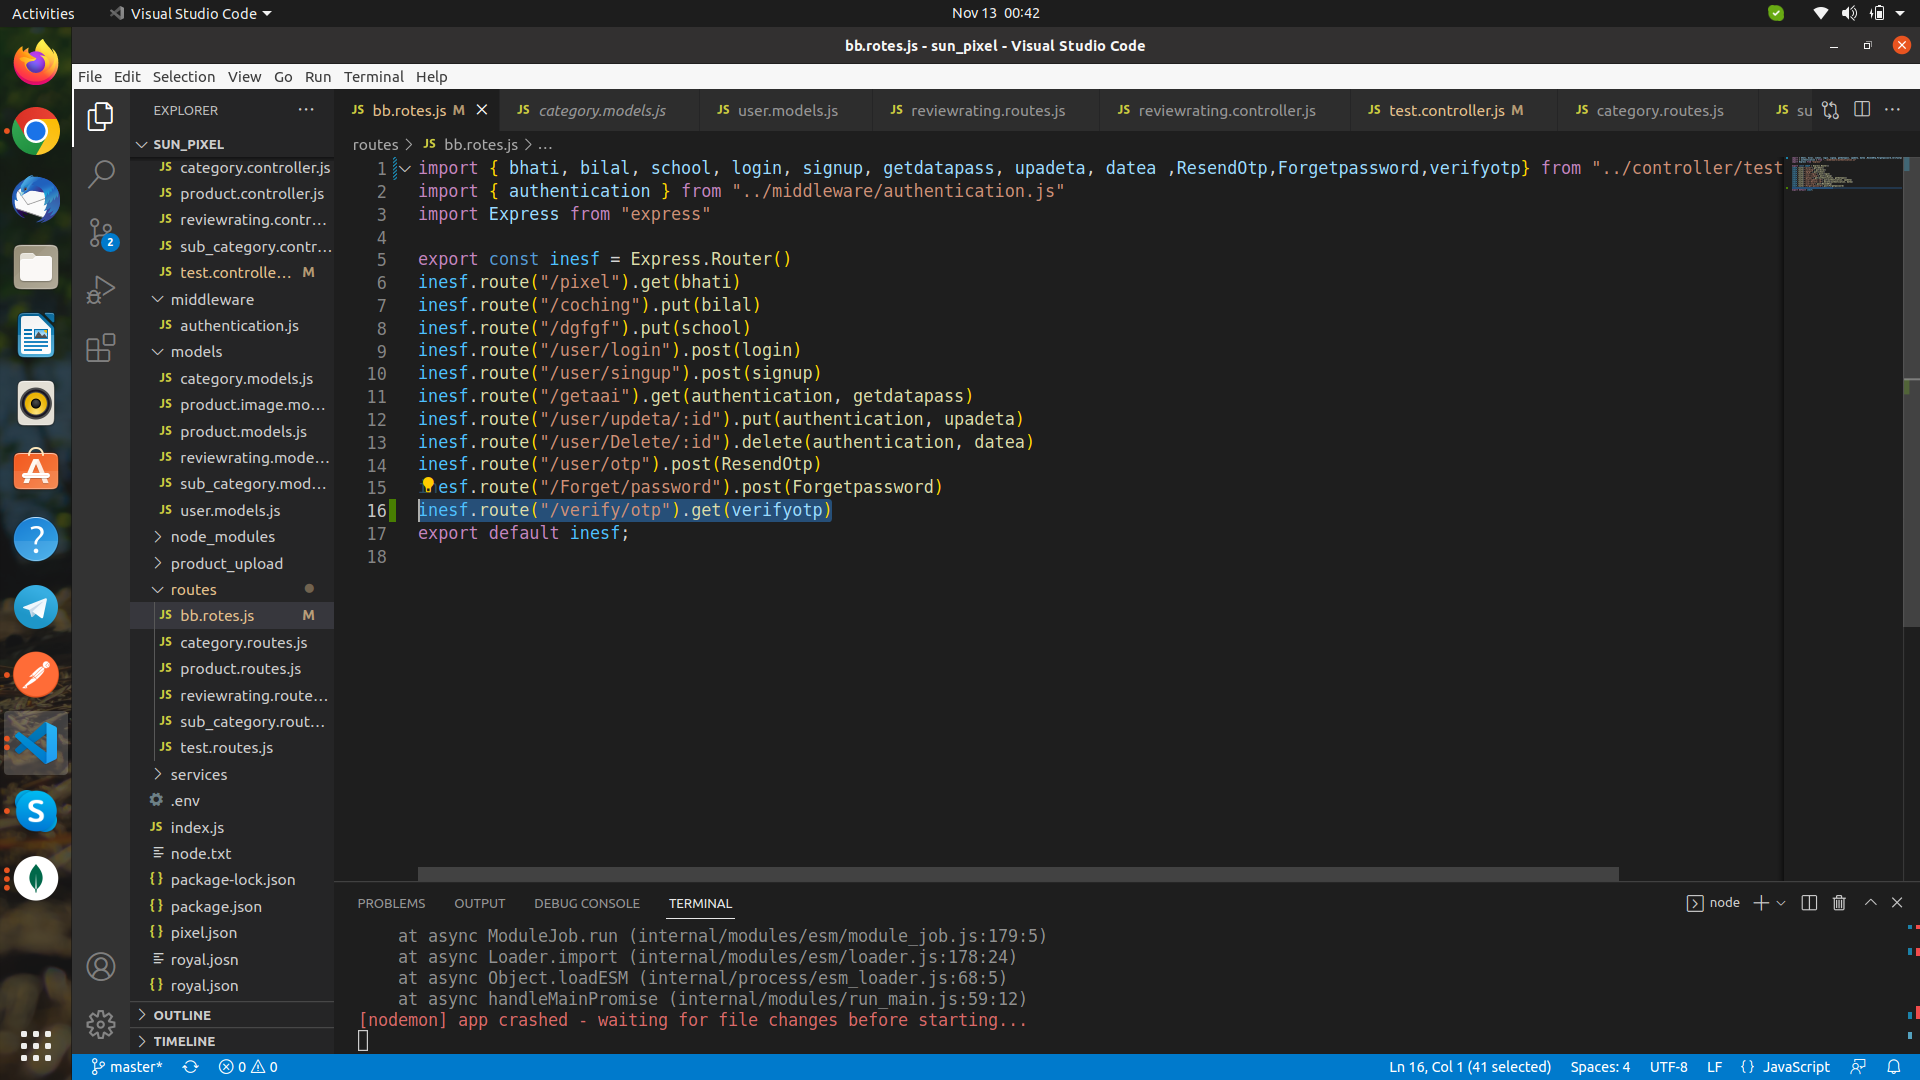 Activities
Visual Studio Code
Nov 13 00:42
bb.rotes.js - sun_pixel - Visual Studio Code
File Edit Selection View Go Run Terminal Help
EXPLORER
JS bb.rotes.js M
JS category.models.js
JS user.models.js
JS reviewrating.routes.js
JS reviewrating.controller.js
JS test.controller.js M
JS category.routes.js
JS su
SUN_PIXEL
JS category.controller.js
JS product.controller.js
JS reviewrating.contr...
JS sub_category.contr...
JS test.controlle... M
middleware
JS authentication.js
models
JS category.models.js
JS product.image.mo...
JS product.models.js
JS reviewrating.mode...
JS sub_category.mod...
JS user.models.js
node_modules
product_upload
routes
JS bb.rotes.js M
JS category.routes.js
JS product.routes.js
JS reviewrating.route...
JS sub_category.rout...
JS test.routes.js
services
.env
JS index.js
node.txt
{} package-lock.json
{} package.json
{} pixel.json
royal.josn
{} royal.json
OUTLINE
TIMELINE
2
routes > JS bb.rotes.js > ...
1 import { bhati, bilal, school, login, signup, getdatapass, upadeta, datea ,ResendOtp,Forgetpassword,verifyotp} from "../controller/test
2 import { authentication } from "../middleware/authentication.js"
3 import Express from "express"
4
5 export const inesf = Express.Router()
6 inesf.route("/pixel").get(bhati)
7 inesf.route("/coching").put(bilal)
8 inesf.route("/dgfgf").put(school)
9 inesf.route("/user/login").post(login)
10 inesf.route("/user/singup").post(signup)
11 inesf.route("/getaai").get(authentication, getdatapass)
12 inesf.route("/user/updeta/:id").put(authentication, upadeta)
13 inesf.route("/user/Delete/:id").delete(authentication, datea)
14 inesf.route("/user/otp").post(ResendOtp)
15 inesf.route("/Forget/password").post(Forgetpassword)
16 inesf.route("/verify/otp").get(verifyotp)
17 export default inesf;
18
PROBLEMS OUTPUT DEBUG CONSOLE TERMINAL
node
at async ModuleJob.run (internal/modules/esm/module_job.js:179:5)
at async Loader.import (internal/modules/esm/loader.js:178:24)
at async Object.loadESM (internal/process/esm_loader.js:68:5)
at async handleMainPromise (internal/modules/run_main.js:59:12)
[nodemon] app crashed - waiting for file changes before starting...
master* 0 0
Ln 16, Col 1 (41 selected) Spaces: 4 UTF-8 LF {} JavaScript